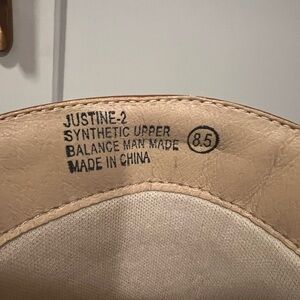 JUSTINE-2
SYNTHETIC UPPER
BALANCE MAN MADE 8.5
MADE IN CHINA